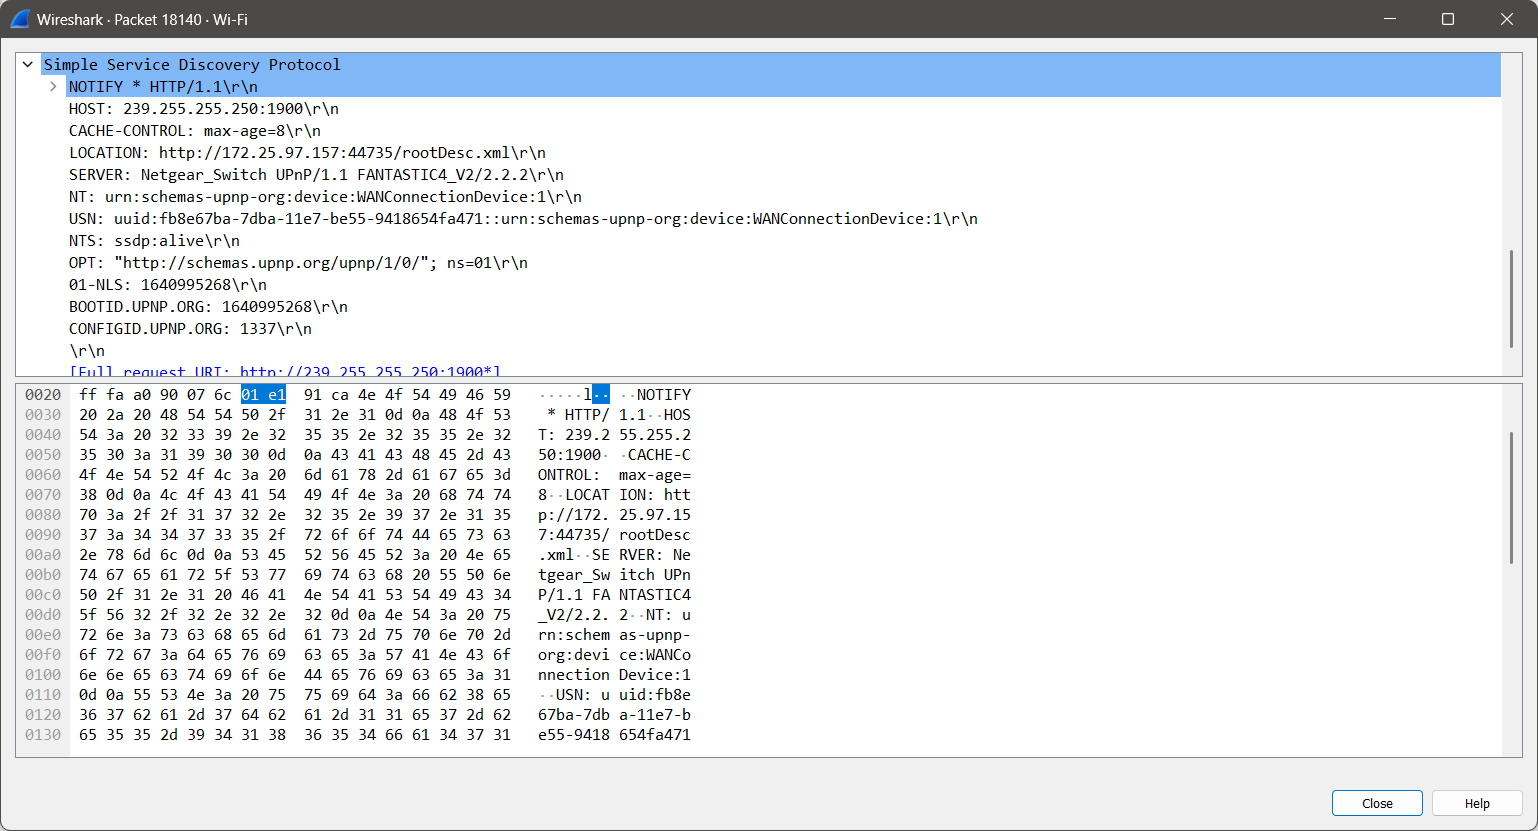 Wireshark · Packet 18140 · Wi-Fi
Simple Service Discovery Protocol
NOTIFY * HTTP/1.1\r\n
HOST: 239.255.255.250:1900\r\n
CACHE-CONTROL: max-age=8\r\n
LOCATION: http://172.25.97.157:44735/rootDesc.xml\r\n
SERVER: Netgear_Switch UPnP/1.1 FANTASTIC4_V2/2.2.2\r\n
NT: urn:schemas-upnp-org:device:WANConnectionDevice:1\r\n
USN: uuid:fb8e67ba-7dba-11e7-be55-9418654fa471::urn:schemas-upnp-org:device:WANConnectionDevice:1\r\n
NTS: ssdp:alive\r\n
OPT: "http://schemas.upnp.org/upnp/1/0/"; ns=01\r\n
01-NLS: 1640995268\r\n
BOOTID.UPNP.ORG: 1640995268\r\n
CONFIGID.UPNP.ORG: 1337\r\n
\r\n
[Full request URI: http://239.255.255.250:1900*]
0020 ff fa a0 90 07 6c 01 e1 91 ca 4e 4f 54 49 46 59 ·····l·· ··NOTIFY
0030 20 2a 20 48 54 54 50 2f 31 2e 31 0d 0a 48 4f 53 * HTTP/ 1.1··HOS
0040 54 3a 20 32 33 39 2e 32 35 35 2e 32 35 35 2e 32 T: 239.2 55.255.2
0050 35 30 3a 31 39 30 30 0d 0a 43 41 43 48 45 2d 43 50:1900· ·CACHE-C
0060 4f 4e 54 52 4f 4c 3a 20 6d 61 78 2d 61 67 65 3d ONTROL: max-age=
0070 38 0d 0a 4c 4f 43 41 54 49 4f 4e 3a 20 68 74 74 8··LOCAT ION: htt
0080 70 3a 2f 2f 31 37 32 2e 32 35 2e 39 37 2e 31 35 p://172. 25.97.15
0090 37 3a 34 34 37 33 35 2f 72 6f 6f 74 44 65 73 63 7:44735/ rootDesc
00a0 2e 78 6d 6c 0d 0a 53 45 52 56 45 52 3a 20 4e 65 .xml··SE RVER: Ne
00b0 74 67 65 61 72 5f 53 77 69 74 63 68 20 55 50 6e tgear_Sw itch UPn
00c0 50 2f 31 2e 31 20 46 41 4e 54 41 53 54 49 43 34 P/1.1 FA NTASTIC4
00d0 5f 56 32 2f 32 2e 32 2e 32 0d 0a 4e 54 3a 20 75 _V2/2.2. 2··NT: u
00e0 72 6e 3a 73 63 68 65 6d 61 73 2d 75 70 6e 70 2d rn:schem as-upnp-
00f0 6f 72 67 3a 64 65 76 69 63 65 3a 57 41 4e 43 6f org:devi ce:WANCo
0100 6e 6e 65 63 74 69 6f 6e 44 65 76 69 63 65 3a 31 nnection Device:1
0110 0d 0a 55 53 4e 3a 20 75 75 69 64 3a 66 62 38 65 ··USN: u uid:fb8e
0120 36 37 62 61 2d 37 64 62 61 2d 31 31 65 37 2d 62 67ba-7db a-11e7-b
0130 65 35 35 2d 39 34 31 38 36 35 34 66 61 34 37 31 e55-9418 654fa471
Close Help